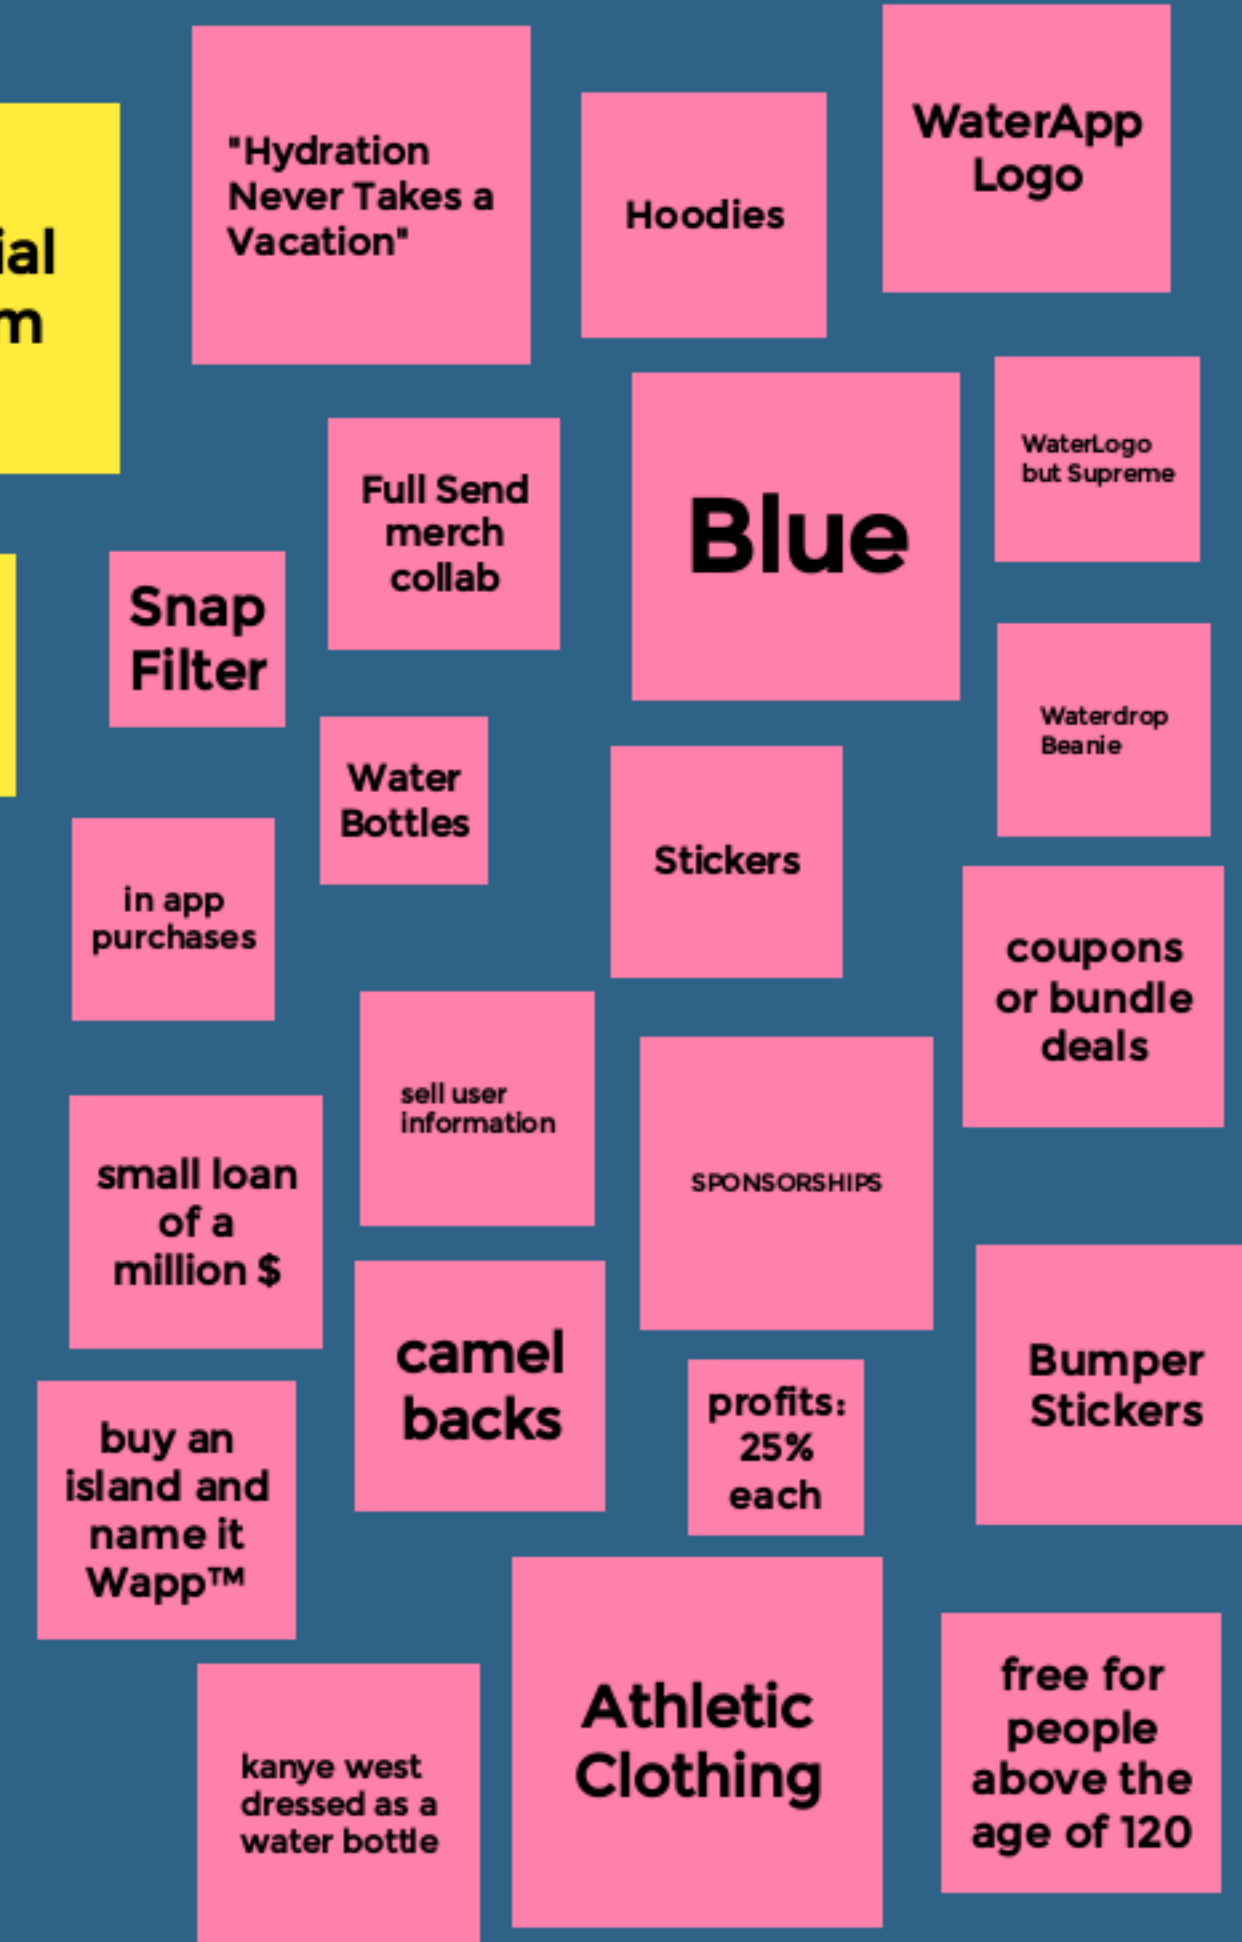 "Hydration
Never Takes a
Vacation"
Hoodies
WaterApp
Logo
ial
m
Full Send
merch
collab
Blue
WaterLogo
but Supreme
Snap
Filter
Waterdrop
Beanie
Water
Bottles
Stickers
in app
purchases
coupons
or bundle
deals
sell user
information
SPONSORSHIPS
small loan
of a
million $
camel
backs
Bumper
Stickers
profits:
25%
each
buy an
island and
name it
Wapp™
Athletic
Clothing
free for
people
above the
age of 120
kanye west
dressed as a
water bottle